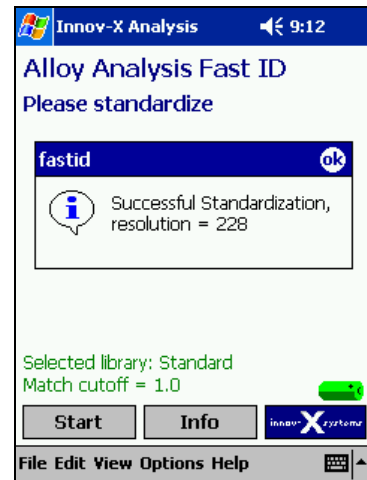 Innov-X Analysis 9:12
Alloy Analysis Fast ID
Please standardize
fastid ok
Successful Standardization,
resolution = 228
Selected library: Standard
Match cutoff = 1.0
Start Info innov-X systems
File Edit View Options Help